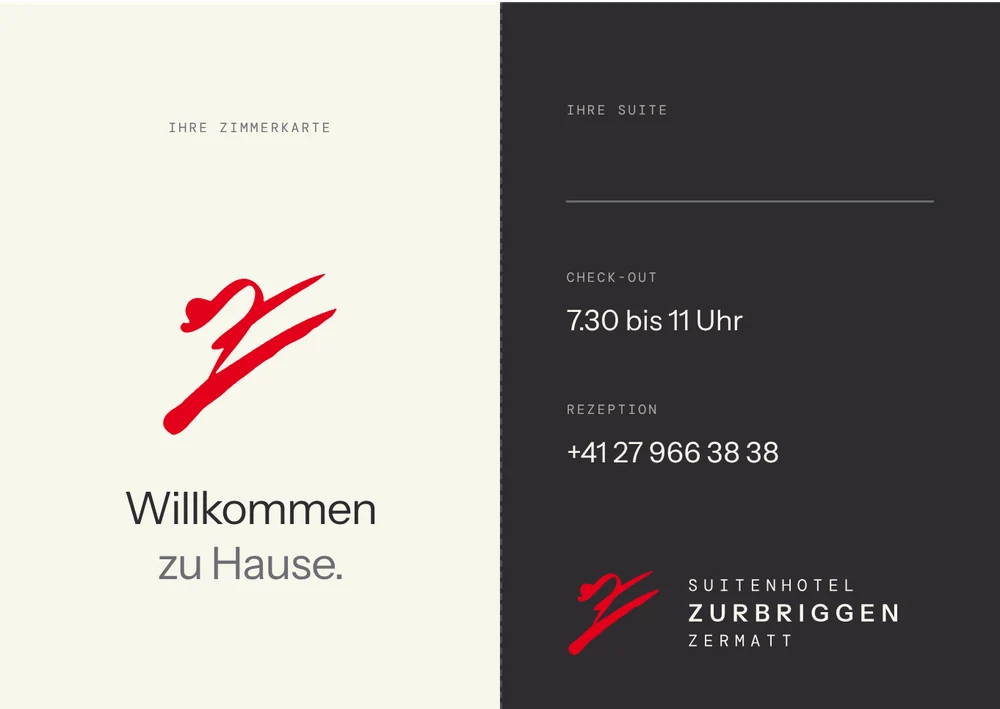 IHRE ZIMMERKARTE
Willkommen
zu Hause.
IHRE SUITE
CHECK-OUT
7.30 bis 11 Uhr
REZEPTION
+41 27 966 38 38
SUITENHOTEL
ZURBRIGGEN
ZERMATT